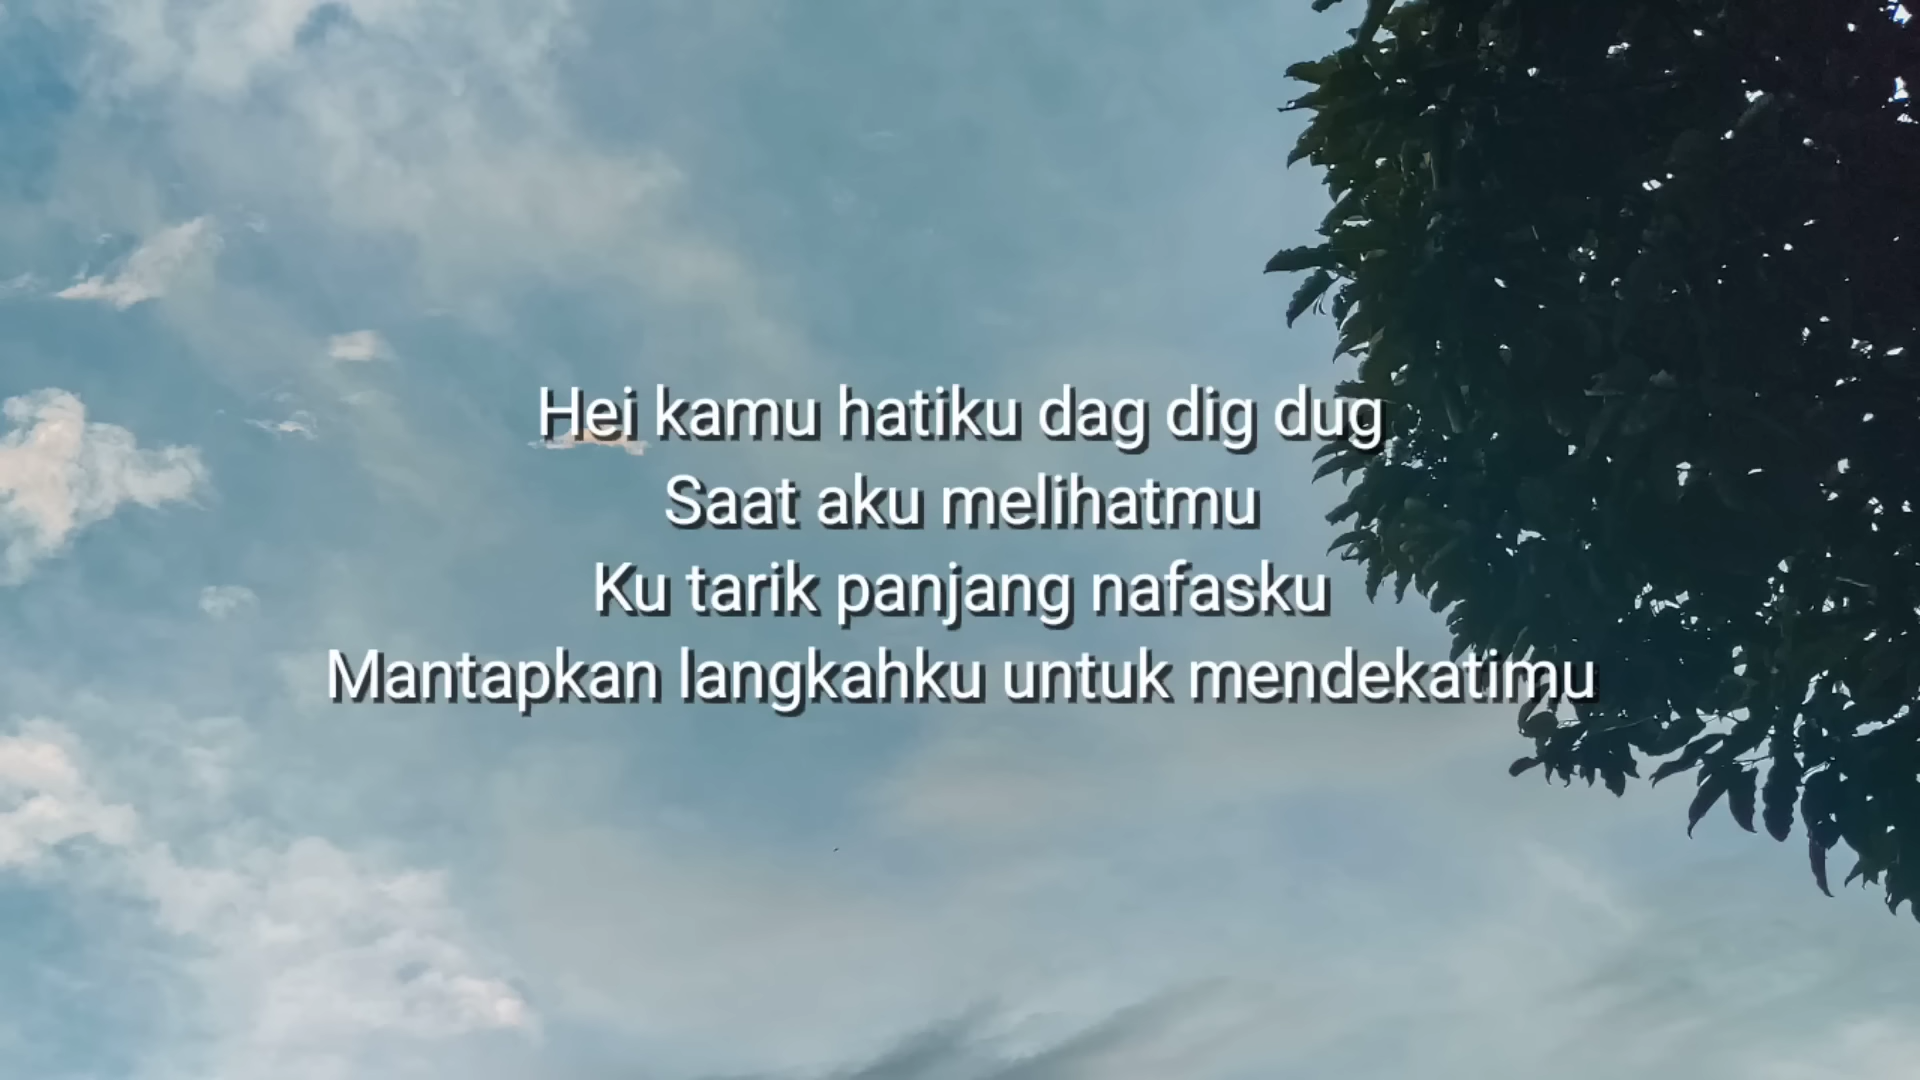 Hei kamu hatiku dag dig dug
Saat aku melihatmu
Ku tarik panjang nafasku
Mantapkan langkahku untuk mendekatimu